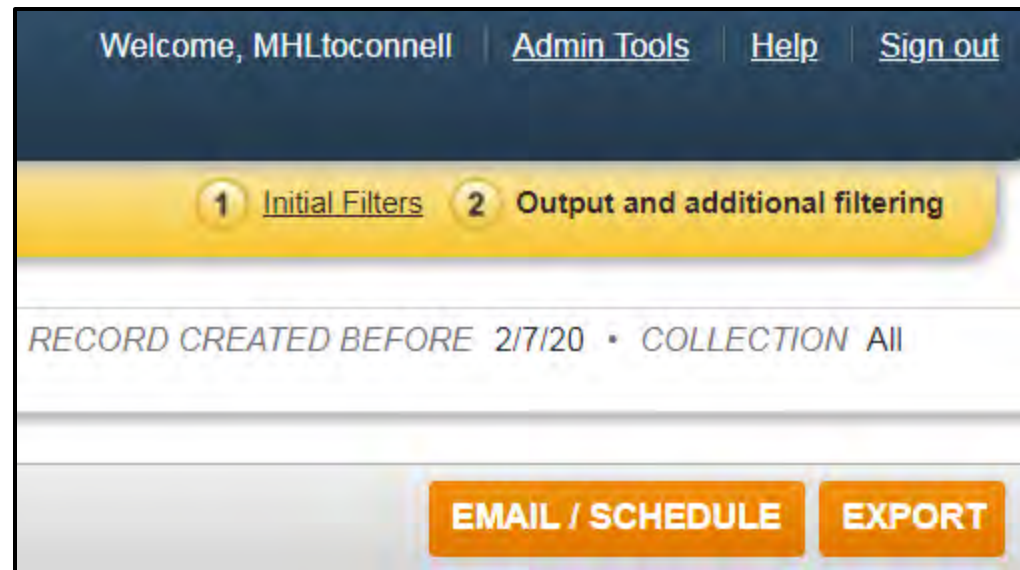 Welcome, MHLtoconnell | Admin Tools | Help | Sign out
1 Initial Filters 2 Output and additional filtering
RECORD CREATED BEFORE 2/7/20 • COLLECTION All
EMAIL / SCHEDULE EXPORT